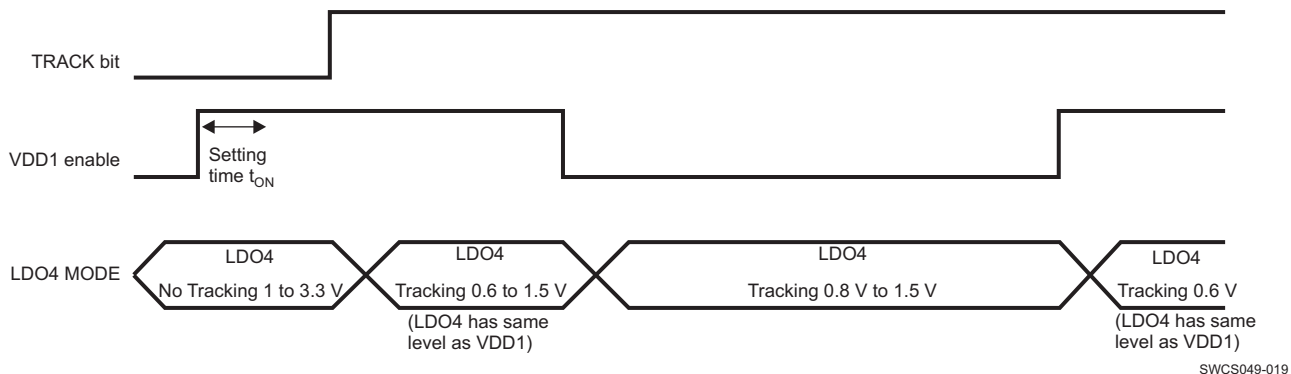 TRACK bit
VDD1 enable
Setting
time tON
LDO4 MODE
LDO4
No Tracking 1 to 3.3 V
LDO4
Tracking 0.6 to 1.5 V
(LDO4 has same
level as VDD1)
LDO4
Tracking 0.8 V to 1.5 V
LDO4
Tracking 0.6 V
(LDO4 has same
level as VDD1)
SWCS049-019